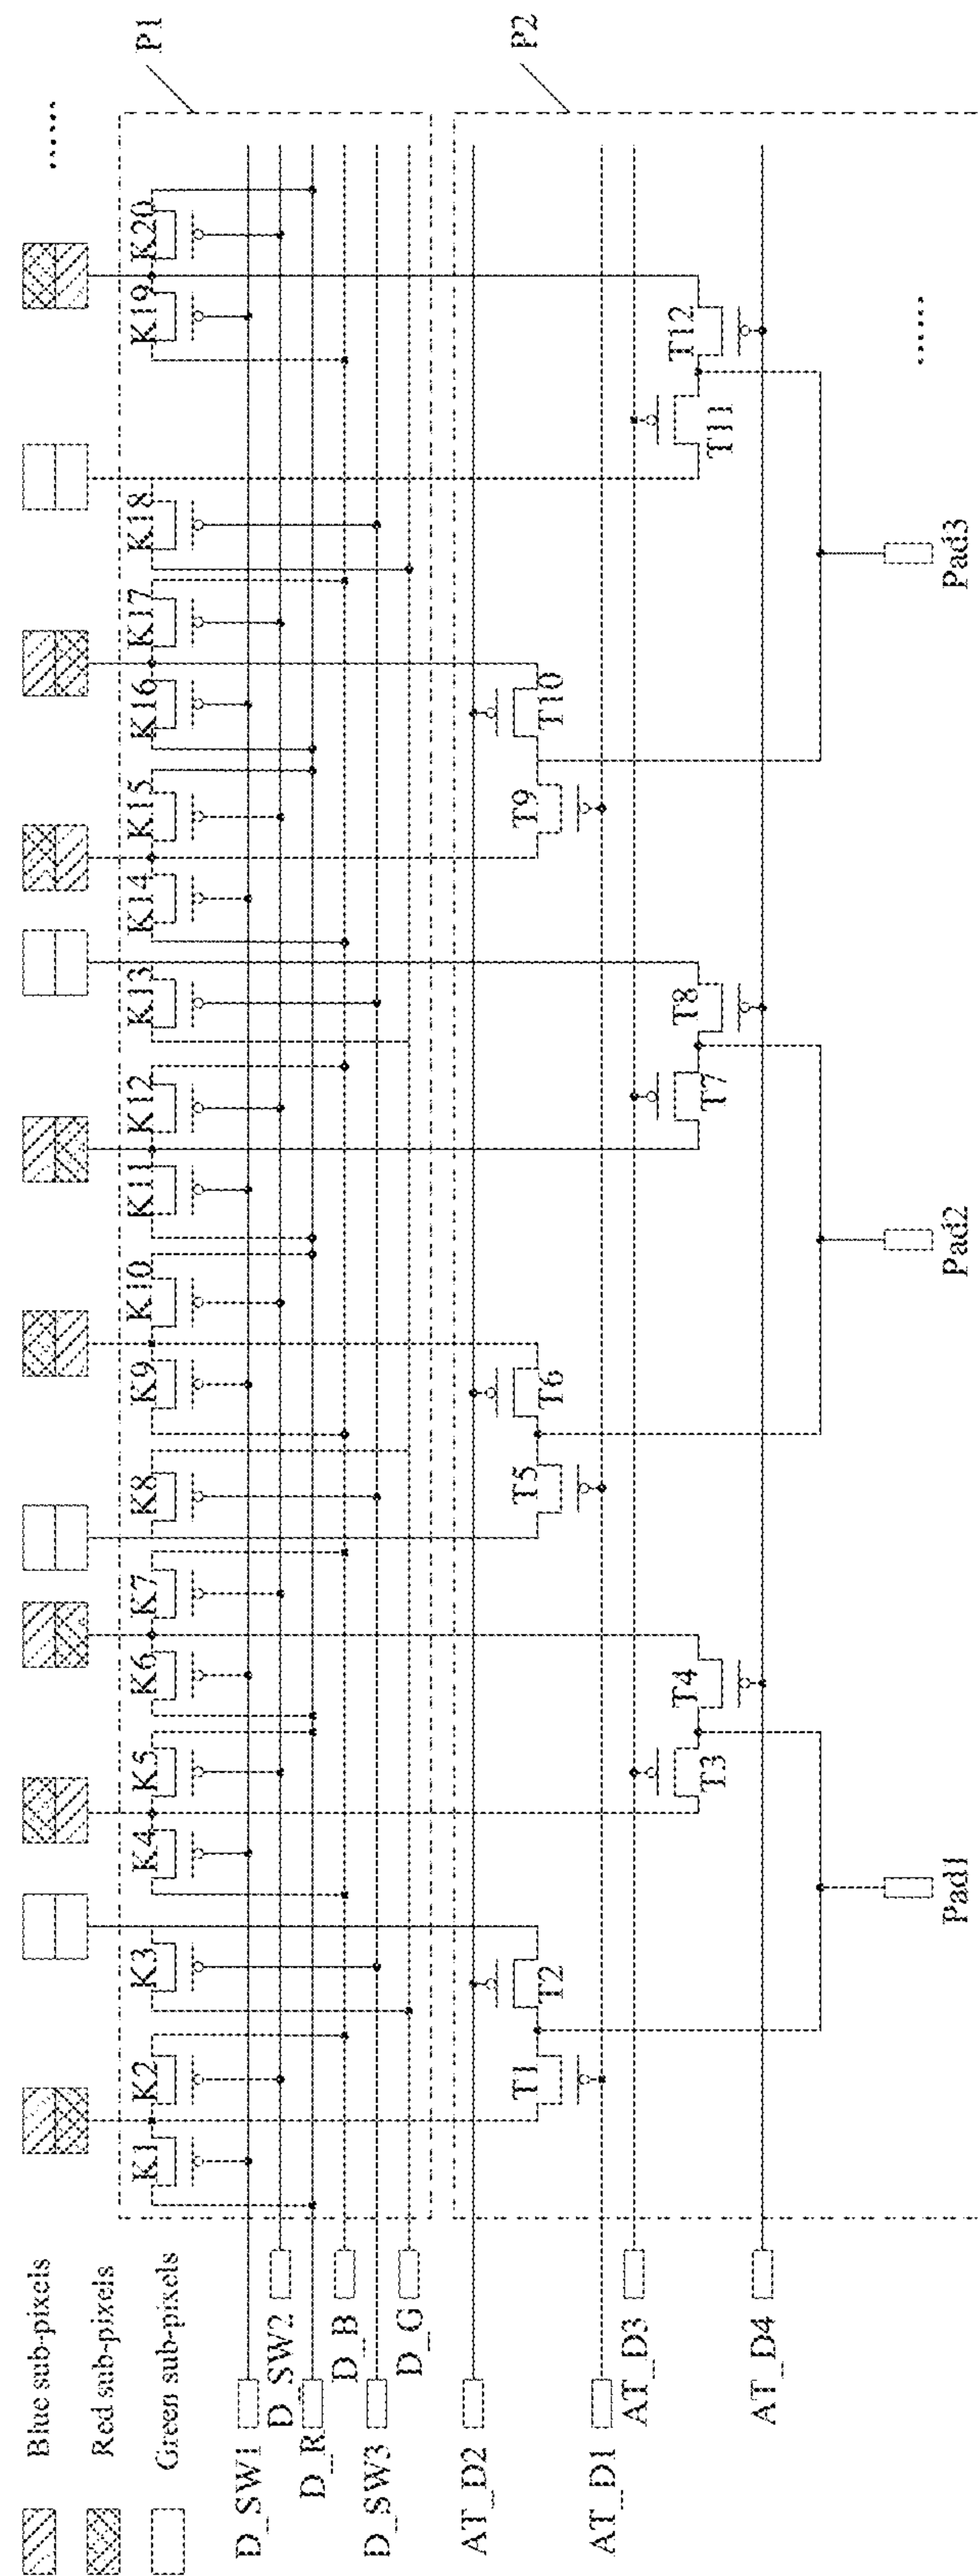 Blue sub-pixels
Red sub-pixels
Green sub-pixels
P1
P2
.....
K1 K2 K3 K4 K5 K6 K7 K8 K9 K10 K11 K12 K13 K14 K15 K16 K17 K18 K19 K20
D_SW1
D_SW2
D_R
D_B
D_SW3
D_G
AT_D2
T1 T2 T5 T6 T9 T10
AT_D1
AT_D3
T3 T4 T7 T8 T11 T12
AT_D4
.....
Pad1 Pad2 Pad3